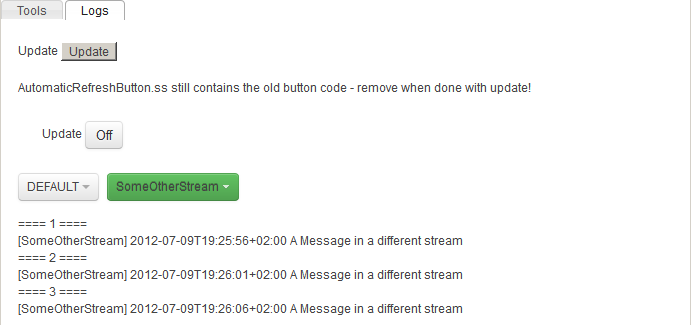 Tools Logs
Update Update
AutomaticRefreshButton.ss still contains the old button code - remove when done with update!
Update Off
DEFAULT SomeOtherStream
==== 1 ====
[SomeOtherStream] 2012-07-09T19:25:56+02:00 A Message in a different stream
==== 2 ====
[SomeOtherStream] 2012-07-09T19:26:01+02:00 A Message in a different stream
==== 3 ====
[SomeOtherStream] 2012-07-09T19:26:06+02:00 A Message in a different stream